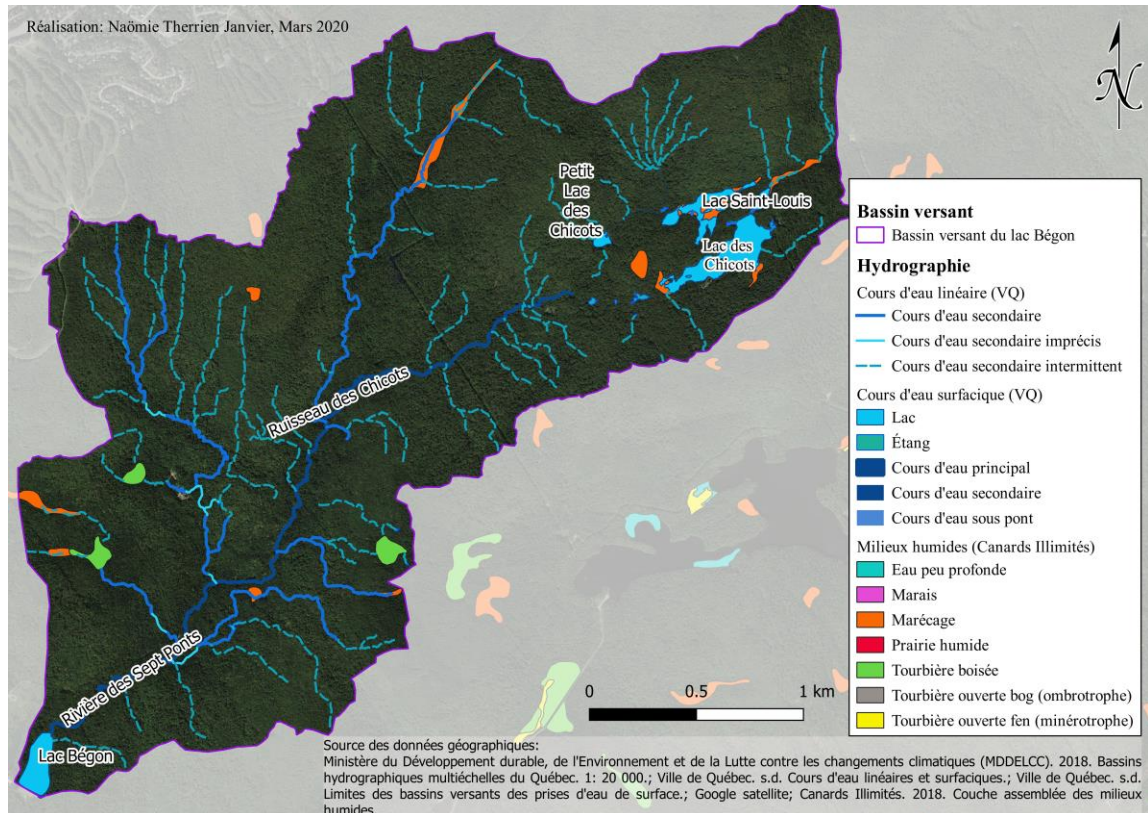 Réalisation: Naömie Therrien Janvier, Mars 2020
N
Petit
Lac
des
Chicots
Lac Saint-Louis
Lac des
Chicots
Ruisseau des Chicots
Rivière des Sept Ponts
Lac Bégon
Bassin versant
Bassin versant du lac Bégon
Hydrographie
Cours d'eau linéaire (VQ)
Cours d'eau secondaire
Cours d'eau secondaire imprécis
Cours d'eau secondaire intermittent
Cours d'eau surfacique (VQ)
Lac
Étang
Cours d'eau principal
Cours d'eau secondaire
Cours d'eau sous pont
Milieux humides (Canards Illimités)
Eau peu profonde
Marais
Marécage
Prairie humide
Tourbière boisée
Tourbière ouverte bog (ombrotrophe)
Tourbière ouverte fen (minérotrophe)
0 0.5 1 km
Source des données géographiques:
Ministère du Développement durable, de l'Environnement et de la Lutte contre les changements climatiques (MDDELCC). 2018. Bassins
hydrographiques multiéchelles du Québec. 1: 20 000.; Ville de Québec. s.d. Cours d'eau linéaires et surfaciques.; Ville de Québec. s.d.
Limites des bassins versants des prises d'eau de surface.; Google satellite; Canards Illimités. 2018. Couche assemblée des milieux
humides